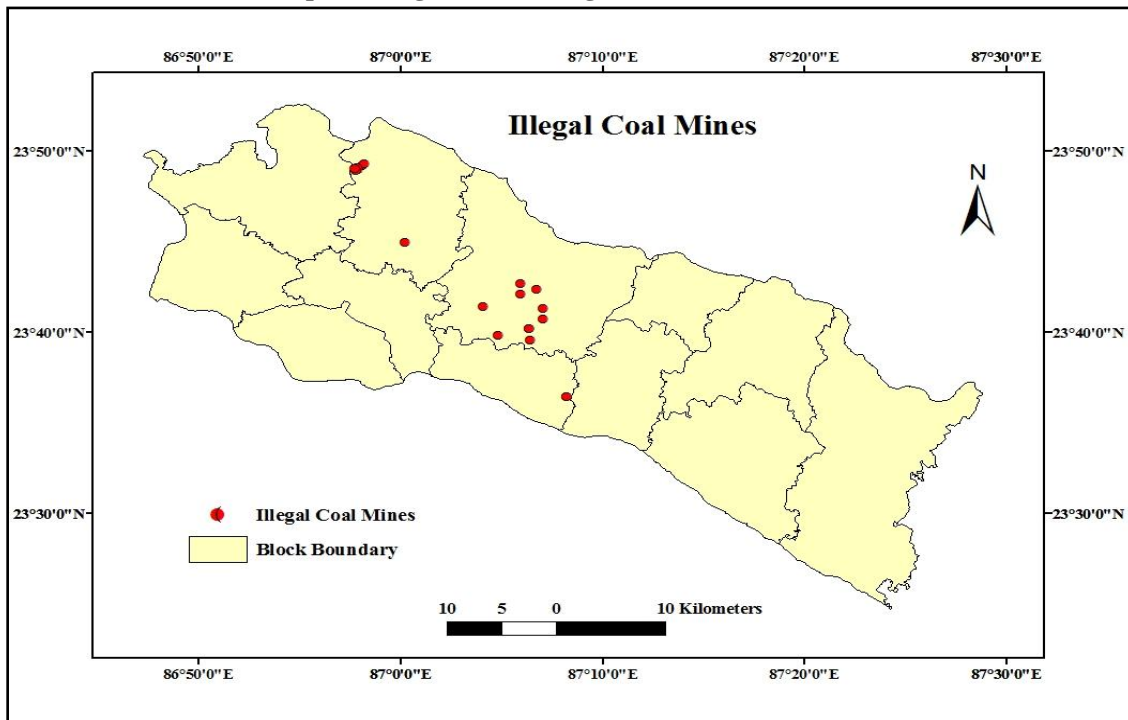 86°50'0"E 87°0'0"E 87°10'0"E 87°20'0"E 87°30'0"E
Illegal Coal Mines
23°50'0"N 23°50'0"N
N
23°40'0"N 23°40'0"N
23°30'0"N 23°30'0"N
Illegal Coal Mines
Block Boundary
10 5 0 10 Kilometers
86°50'0"E 87°0'0"E 87°10'0"E 87°20'0"E 87°30'0"E